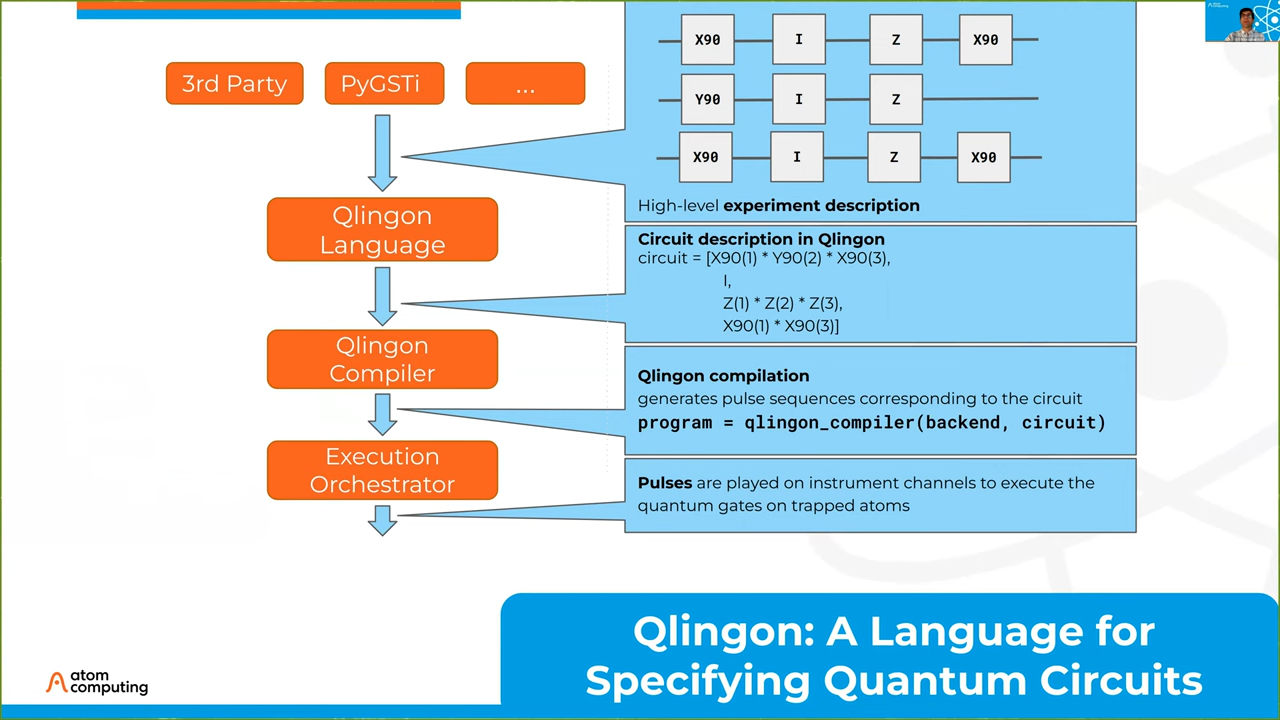 3rd Party
PyGSTi
...
X90 I Z X90
Y90 I Z
X90 I Z X90
High-level experiment description
Qlingon
Language
Circuit description in Qlingon
circuit = [X90(1) * Y90(2) * X90(3),
I,
Z(1) * Z(2) * Z(3),
X90(1) * X90(3)]
Qlingon
Compiler
Qlingon compilation
generates pulse sequences corresponding to the circuit
program = qlingon_compiler(backend, circuit)
Execution
Orchestrator
Pulses are played on instrument channels to execute the
quantum gates on trapped atoms
Qlingon: A Language for
Specifying Quantum Circuits
atom
computing